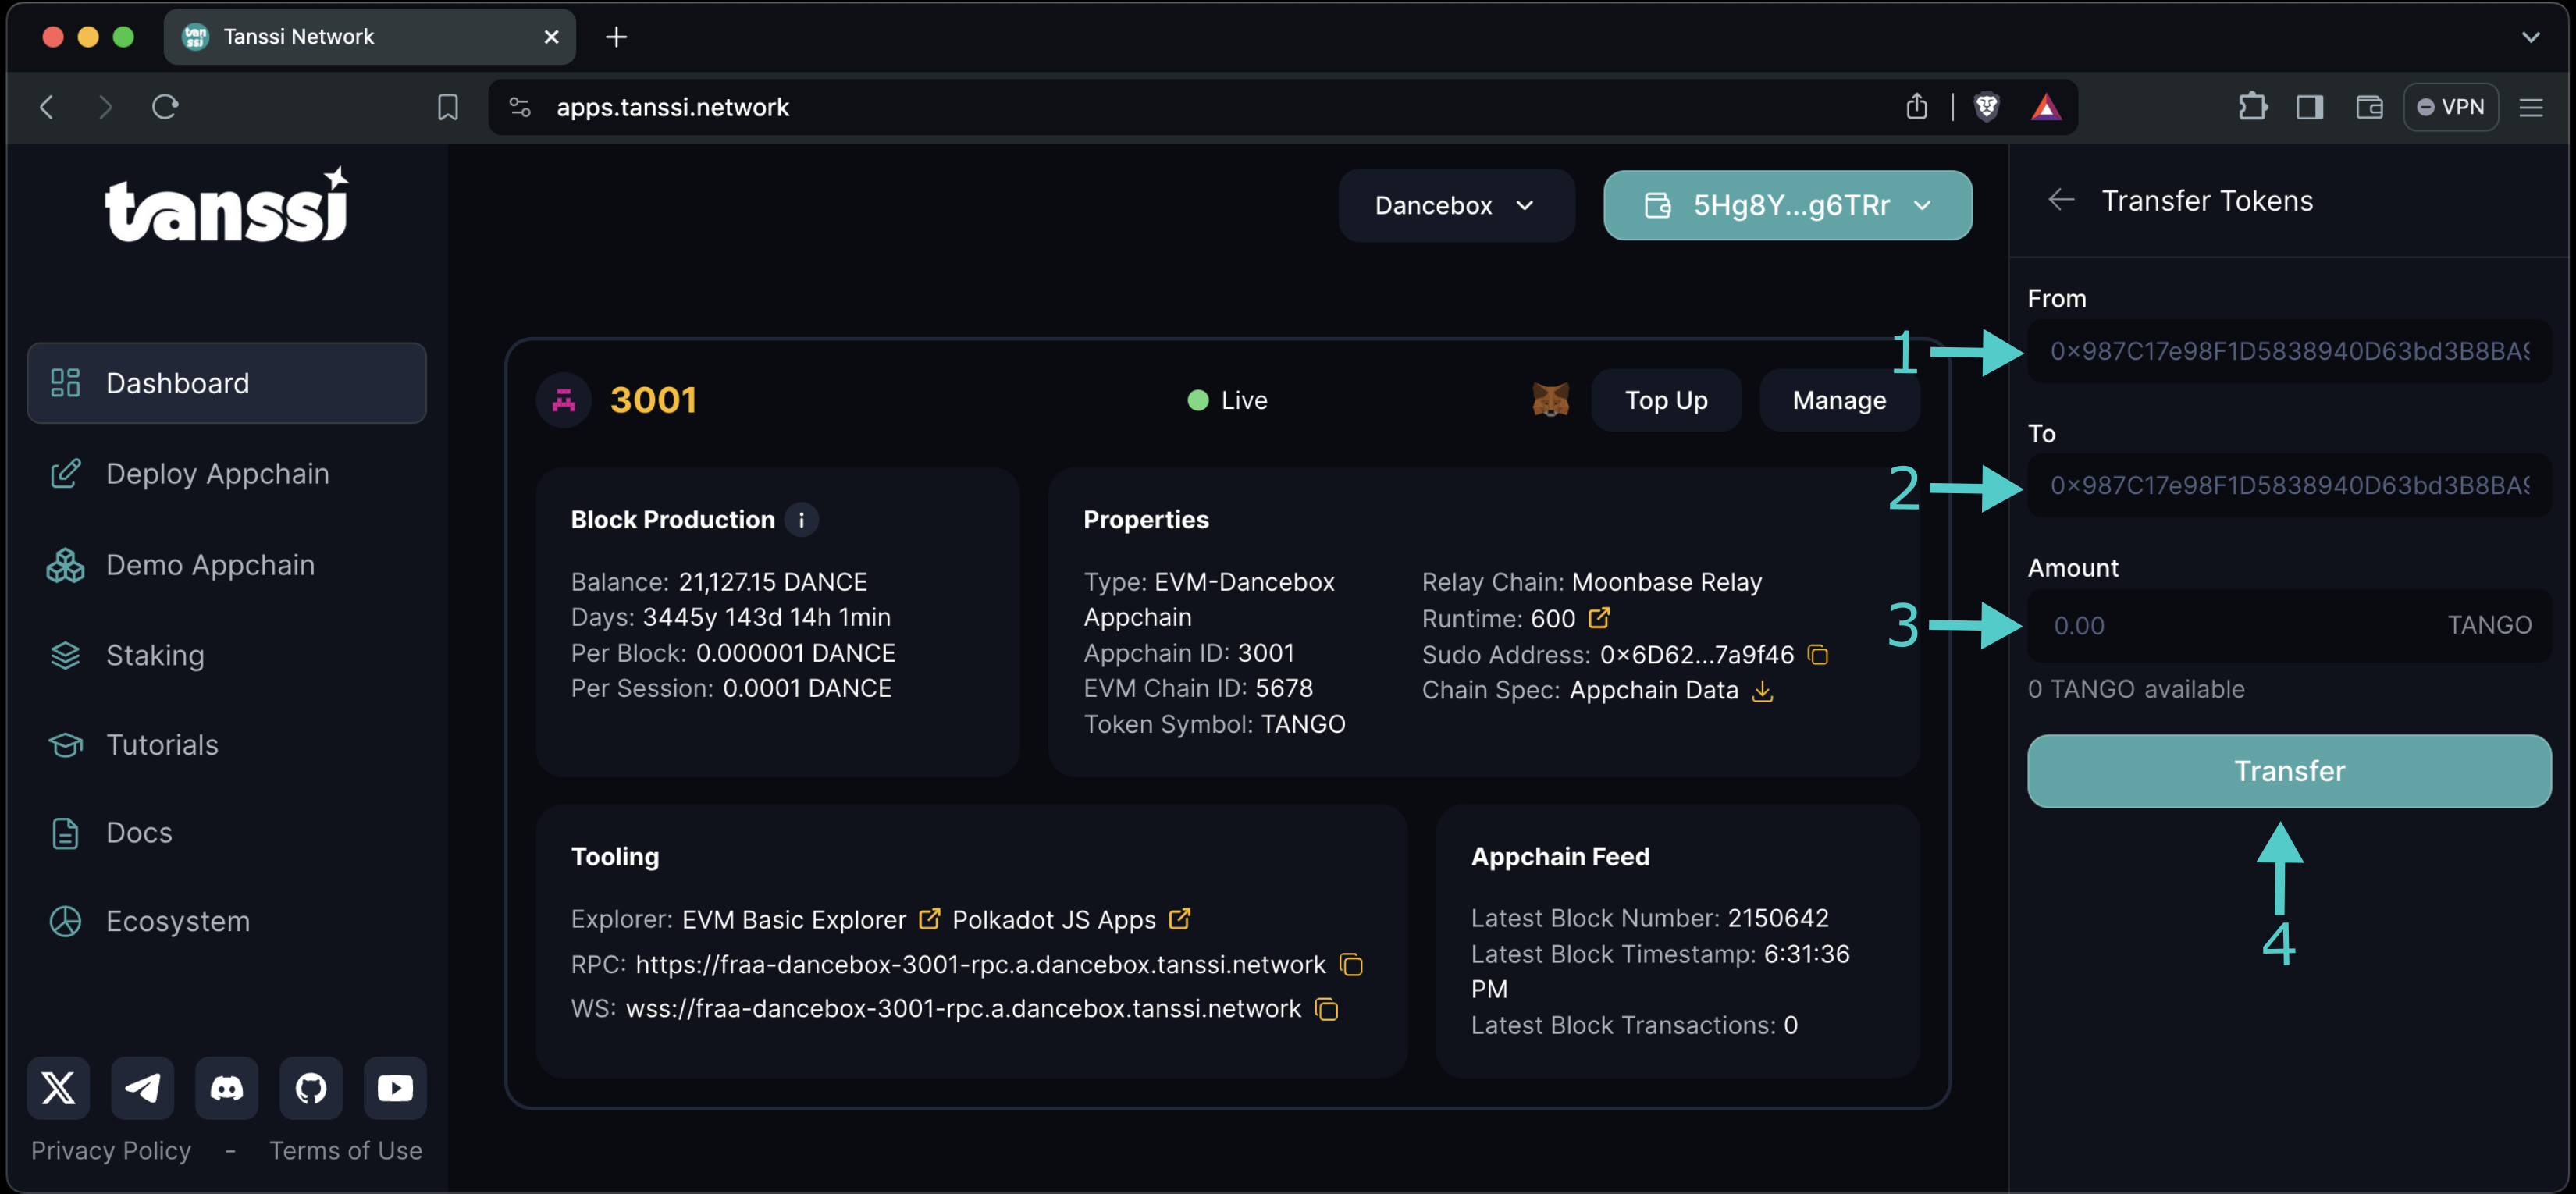 Tanssi Network
apps.tanssi.network
VPN
tanssi
Dancebox
5Hg8Y...g6TRr
Dashboard
Deploy Appchain
Demo Appchain
Staking
Tutorials
Docs
Ecosystem
Privacy Policy - Terms of Use
3001
Live
Top Up
Manage
Block Production
Balance: 21,127.15 DANCE
Days: 3445y 143d 14h 1min
Per Block: 0.000001 DANCE
Per Session: 0.0001 DANCE
Properties
Type: EVM-Dancebox
Appchain
Appchain ID: 3001
EVM Chain ID: 5678
Token Symbol: TANGO
Relay Chain: Moonbase Relay
Runtime: 600
Sudo Address: 0x6D62...7a9f46
Chain Spec: Appchain Data
Tooling
Explorer: EVM Basic Explorer Polkadot JS Apps
RPC: https://fraa-dancebox-3001-rpc.a.dancebox.tanssi.network
WS: wss://fraa-dancebox-3001-rpc.a.dancebox.tanssi.network
Appchain Feed
Latest Block Number: 2150642
Latest Block Timestamp: 6:31:36
PM
Latest Block Transactions: 0
Transfer Tokens
From
1
0x987C17e98F1D5838940D63bd3B8BA9
To
2
0x987C17e98F1D5838940D63bd3B8BA9
Amount
3
0.00 TANGO
0 TANGO available
Transfer
4